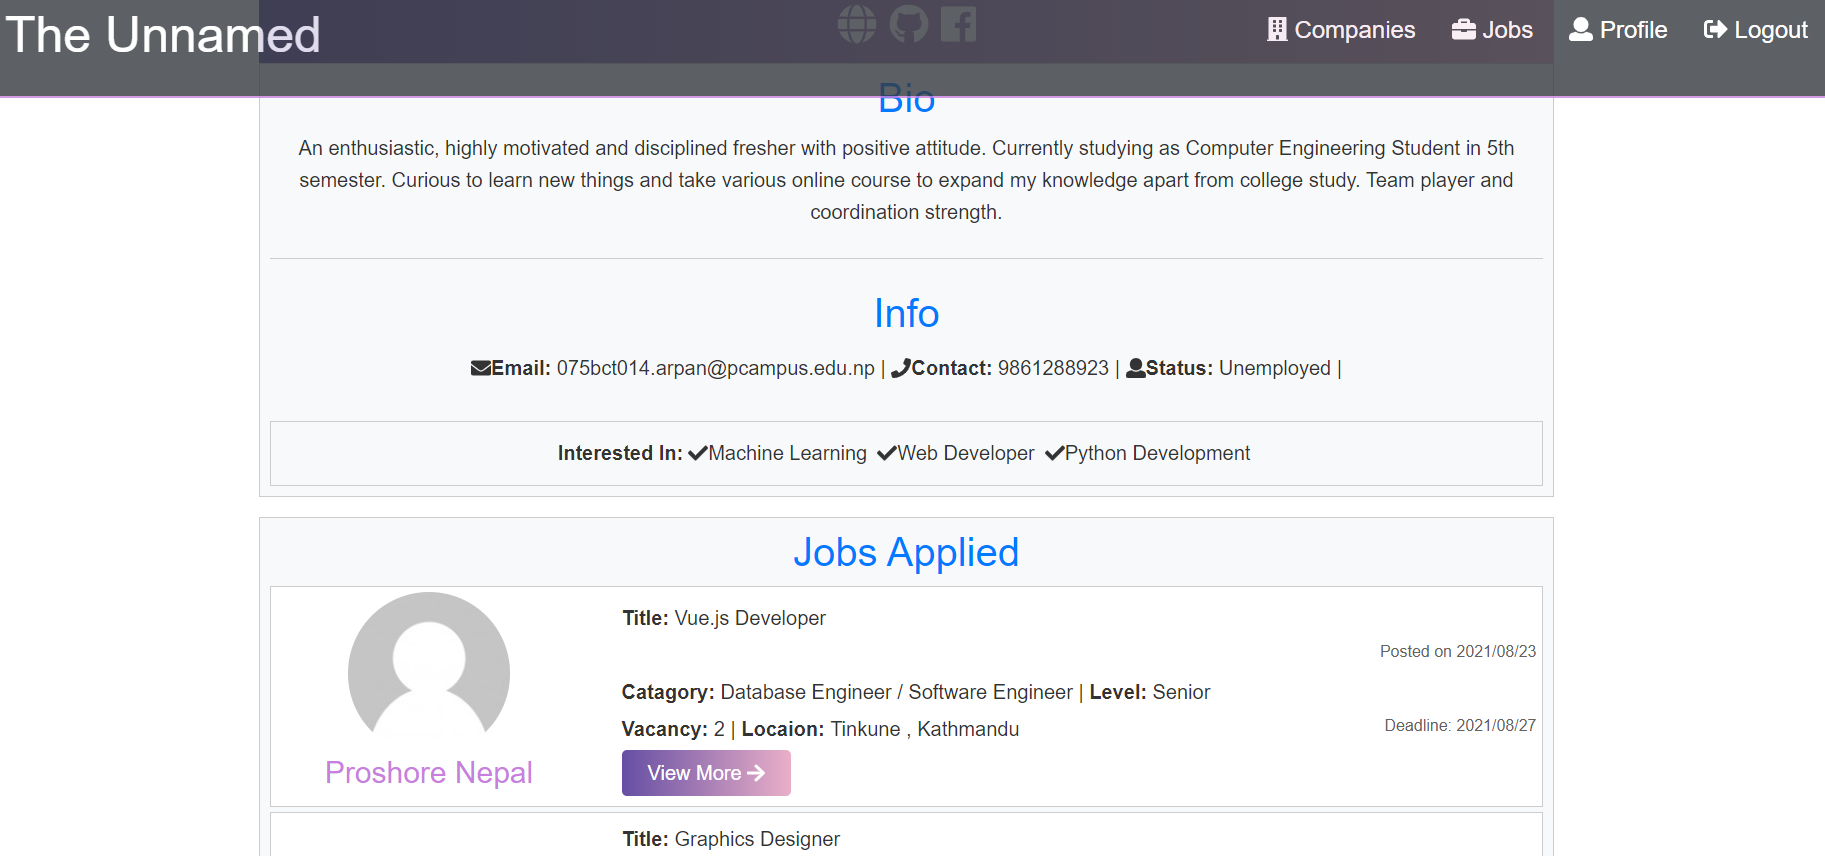 The Unnamed
Companies Jobs Profile Logout
Bio
An enthusiastic, highly motivated and disciplined fresher with positive attitude. Currently studying as Computer Engineering Student in 5th
semester. Curious to learn new things and take various online course to expand my knowledge apart from college study. Team player and
coordination strength.
Info
Email: 075bct014.arpan@pcampus.edu.np | Contact: 9861288923 | Status: Unemployed |
Interested In: Machine Learning Web Developer Python Development
Jobs Applied
Title: Vue.js Developer
Posted on 2021/08/23
Catagory: Database Engineer / Software Engineer | Level: Senior
Vacancy: 2 | Locaion: Tinkune , Kathmandu
Deadline: 2021/08/27
Proshore Nepal
View More
Title: Graphics Designer